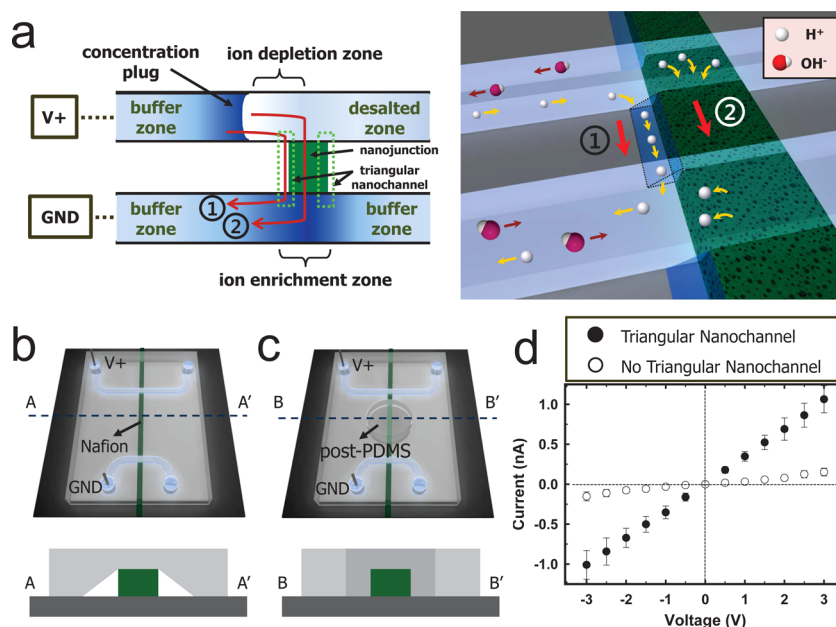 a
concentration
plug
ion depletion zone
V+
buffer
zone
desalted
zone
nanojunction
triangular
nanochannel
GND
buffer
zone
①
②
buffer
zone
ion enrichment zone
H⁺
OH⁻
①
②
b
V+
A
A′
Nafion
GND
A
A′
c
V+
B
B′
post-PDMS
GND
B
B′
d
Triangular Nanochannel
No Triangular Nanochannel
Current (nA)
1.0
0.5
0.0
-0.5
-1.0
-3
-2
-1
0
1
2
3
Voltage (V)